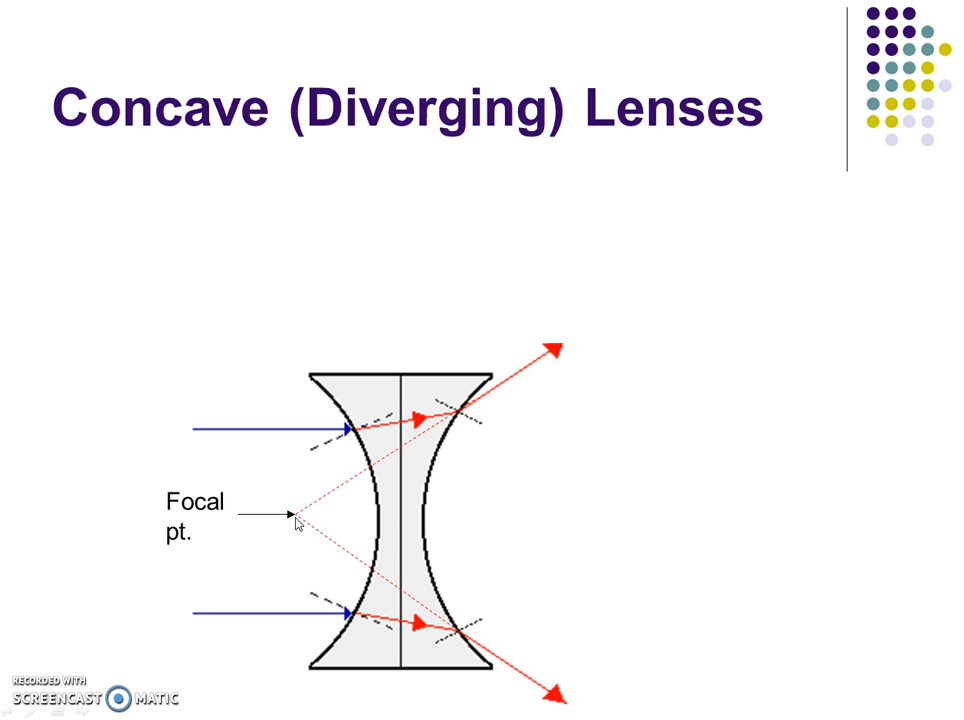 Concave (Diverging) Lenses
Focal
pt.
RECORDED WITH
SCREENCAST MATIC